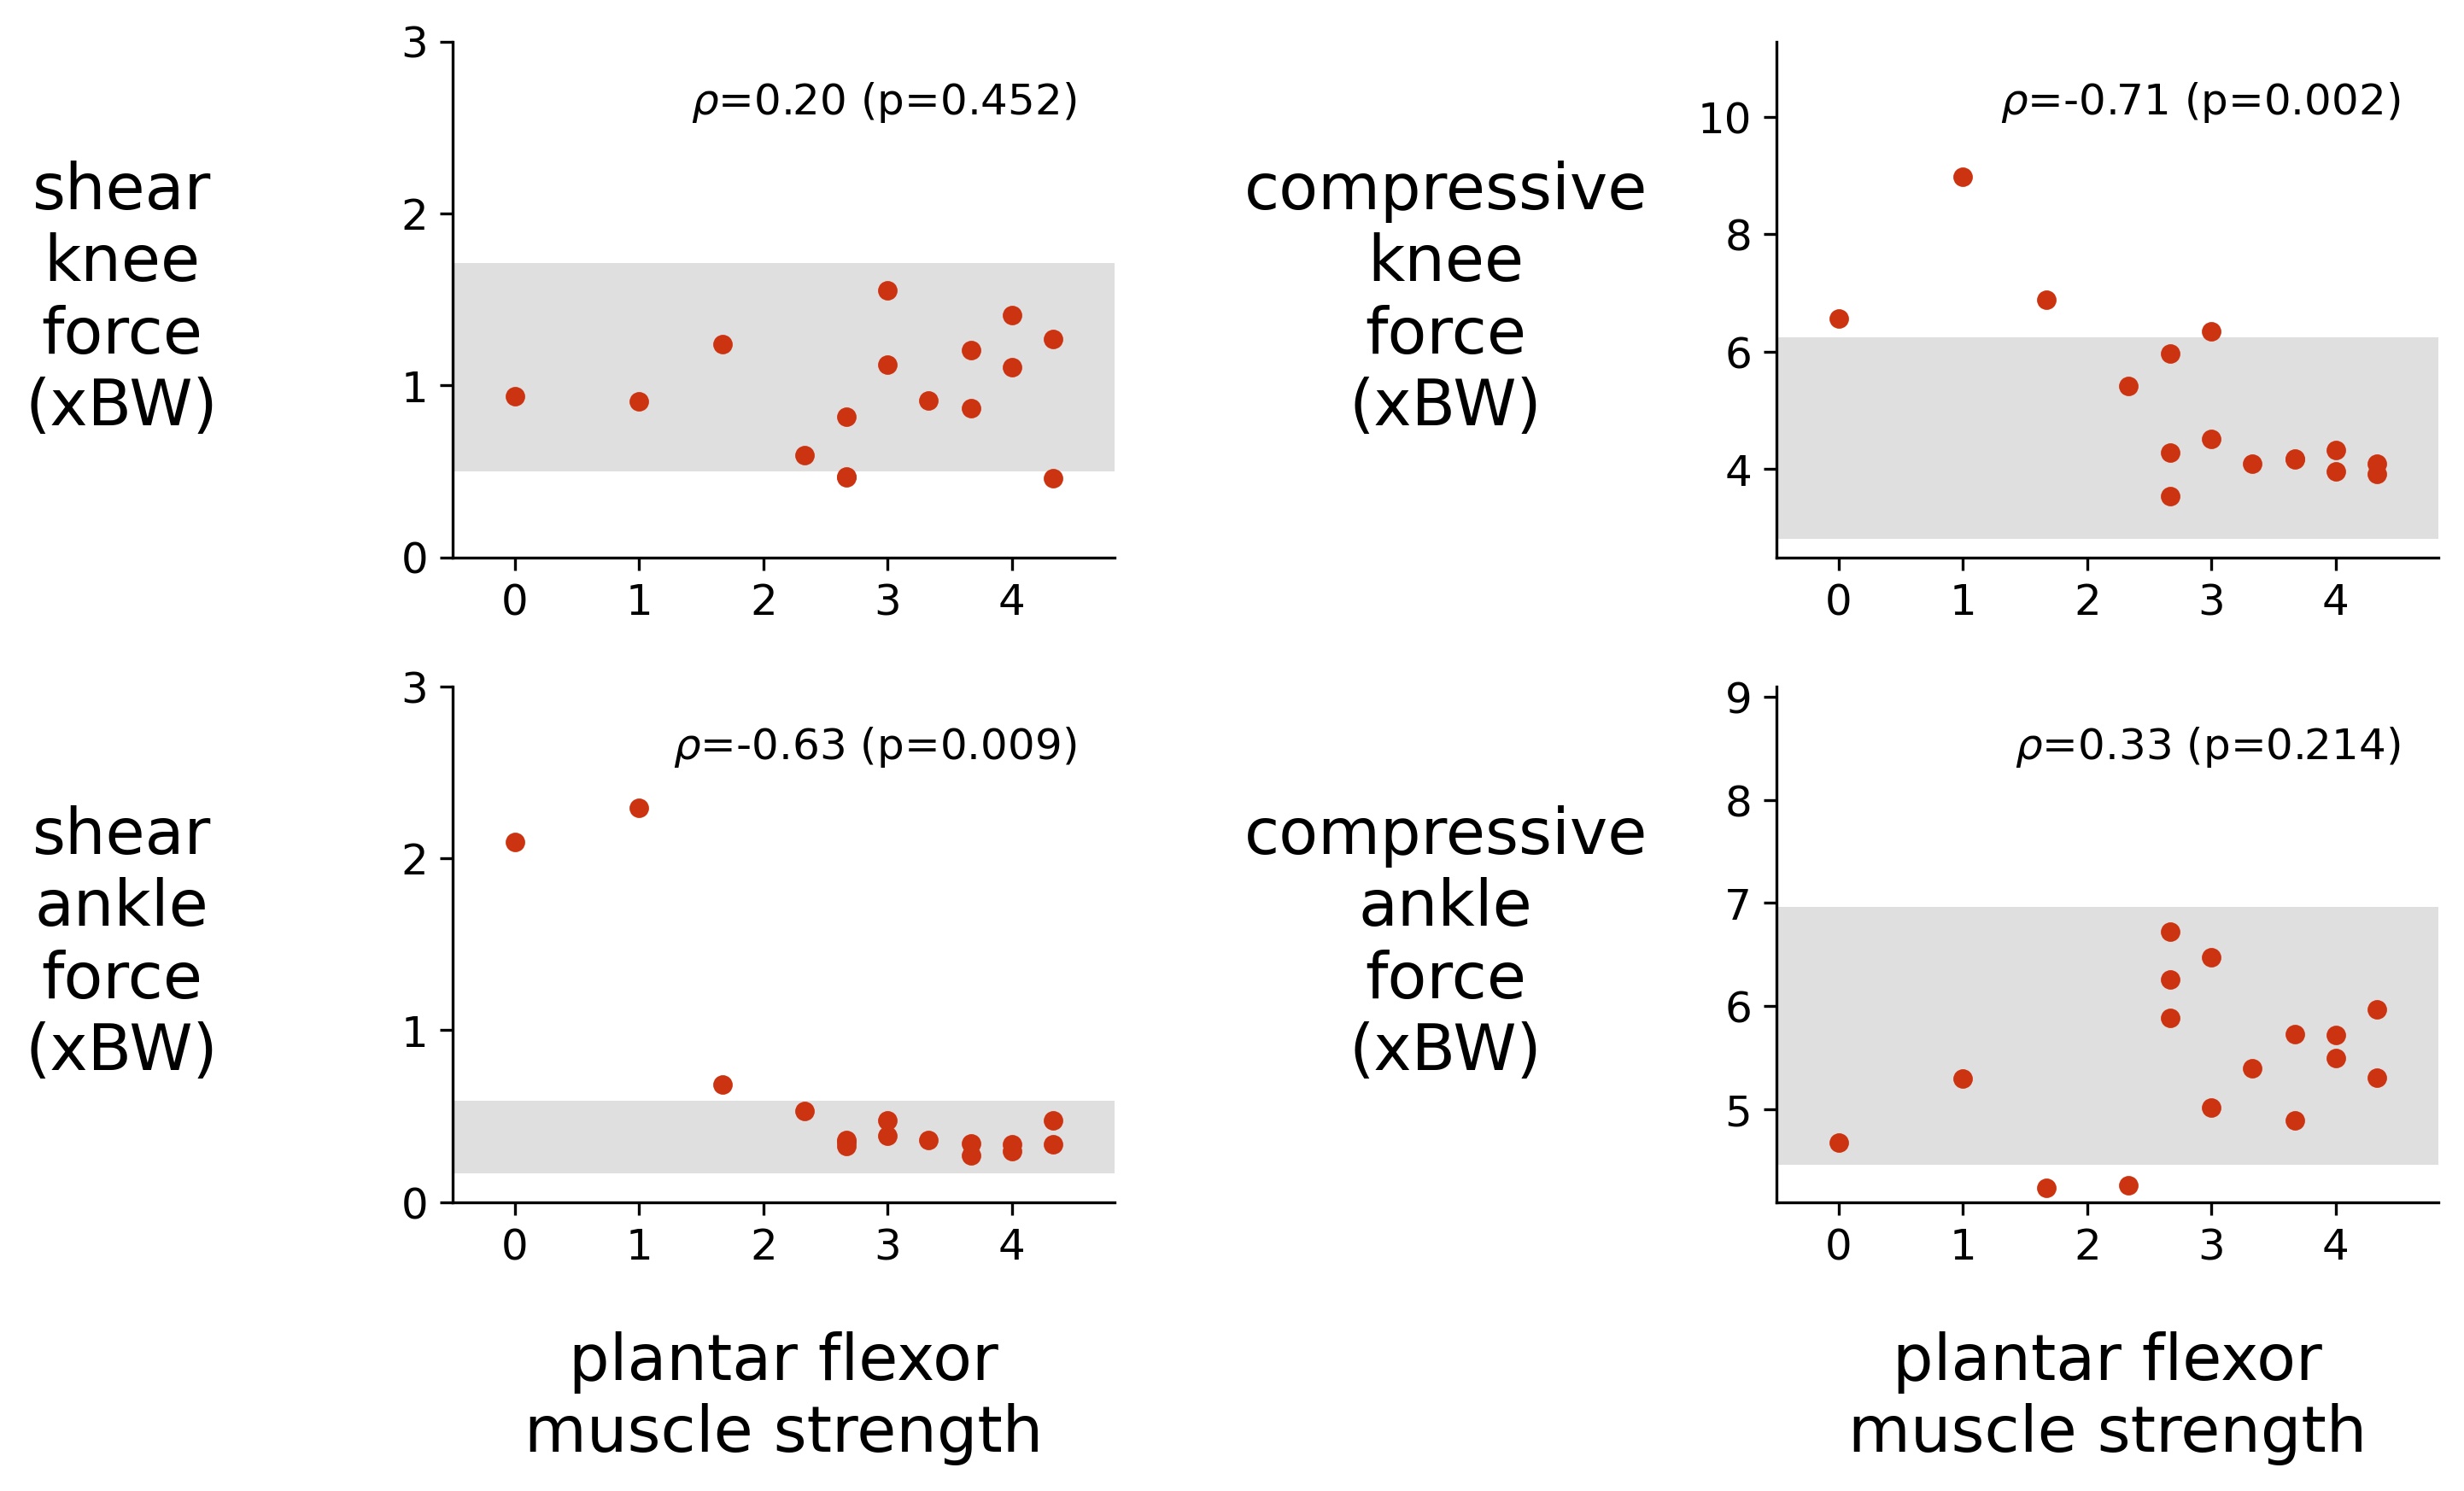 shear
knee
force
(xBW)
3
2
1
0
ρ=0.20 (p=0.452)
0 1 2 3 4
compressive
knee
force
(xBW)
10
8
6
4
ρ=-0.71 (p=0.002)
0 1 2 3 4
shear
ankle
force
(xBW)
3
2
1
0
ρ=-0.63 (p=0.009)
0 1 2 3 4
plantar flexor
muscle strength
compressive
ankle
force
(xBW)
9
8
7
6
5
ρ=0.33 (p=0.214)
0 1 2 3 4
plantar flexor
muscle strength